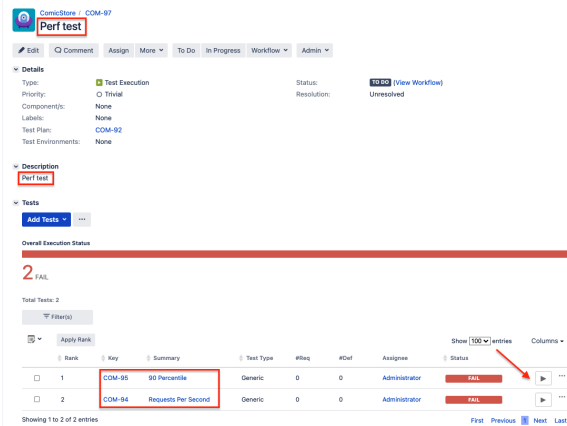 ComicStore / COM-97
Perf test
Edit Comment Assign More To Do In Progress Workflow Admin
Details
Type: Test Execution Status: TO DO (View Workflow)
Priority: Trivial Resolution: Unresolved
Component/s: None
Labels: None
Test Plan: COM-92
Test Environments: None
Description
Perf test
Tests
Add Tests ...
Overall Execution Status
2 FAIL
Total Tests: 2
Filter(s)
Apply Rank Show 100 entries Columns
Rank Key Summary Test Type #Req #Def Assignee Status
1 COM-95 90 Percentile Generic 0 0 Administrator FAIL ...
2 COM-94 Requests Per Second Generic 0 0 Administrator FAIL ...
Showing 1 to 2 of 2 entries First Previous 1 Next Last